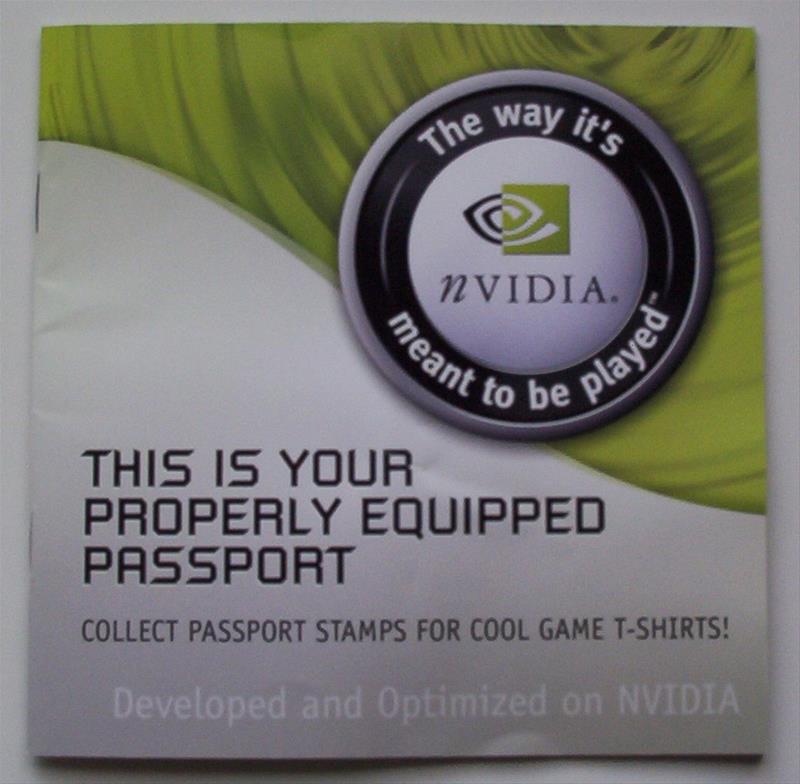 The way it's
nVIDIA.
meant to be played™
THIS IS YOUR
PROPERLY EQUIPPED
PASSPORT
COLLECT PASSPORT STAMPS FOR COOL GAME T-SHIRTS!
Developed and Optimized on NVIDIA